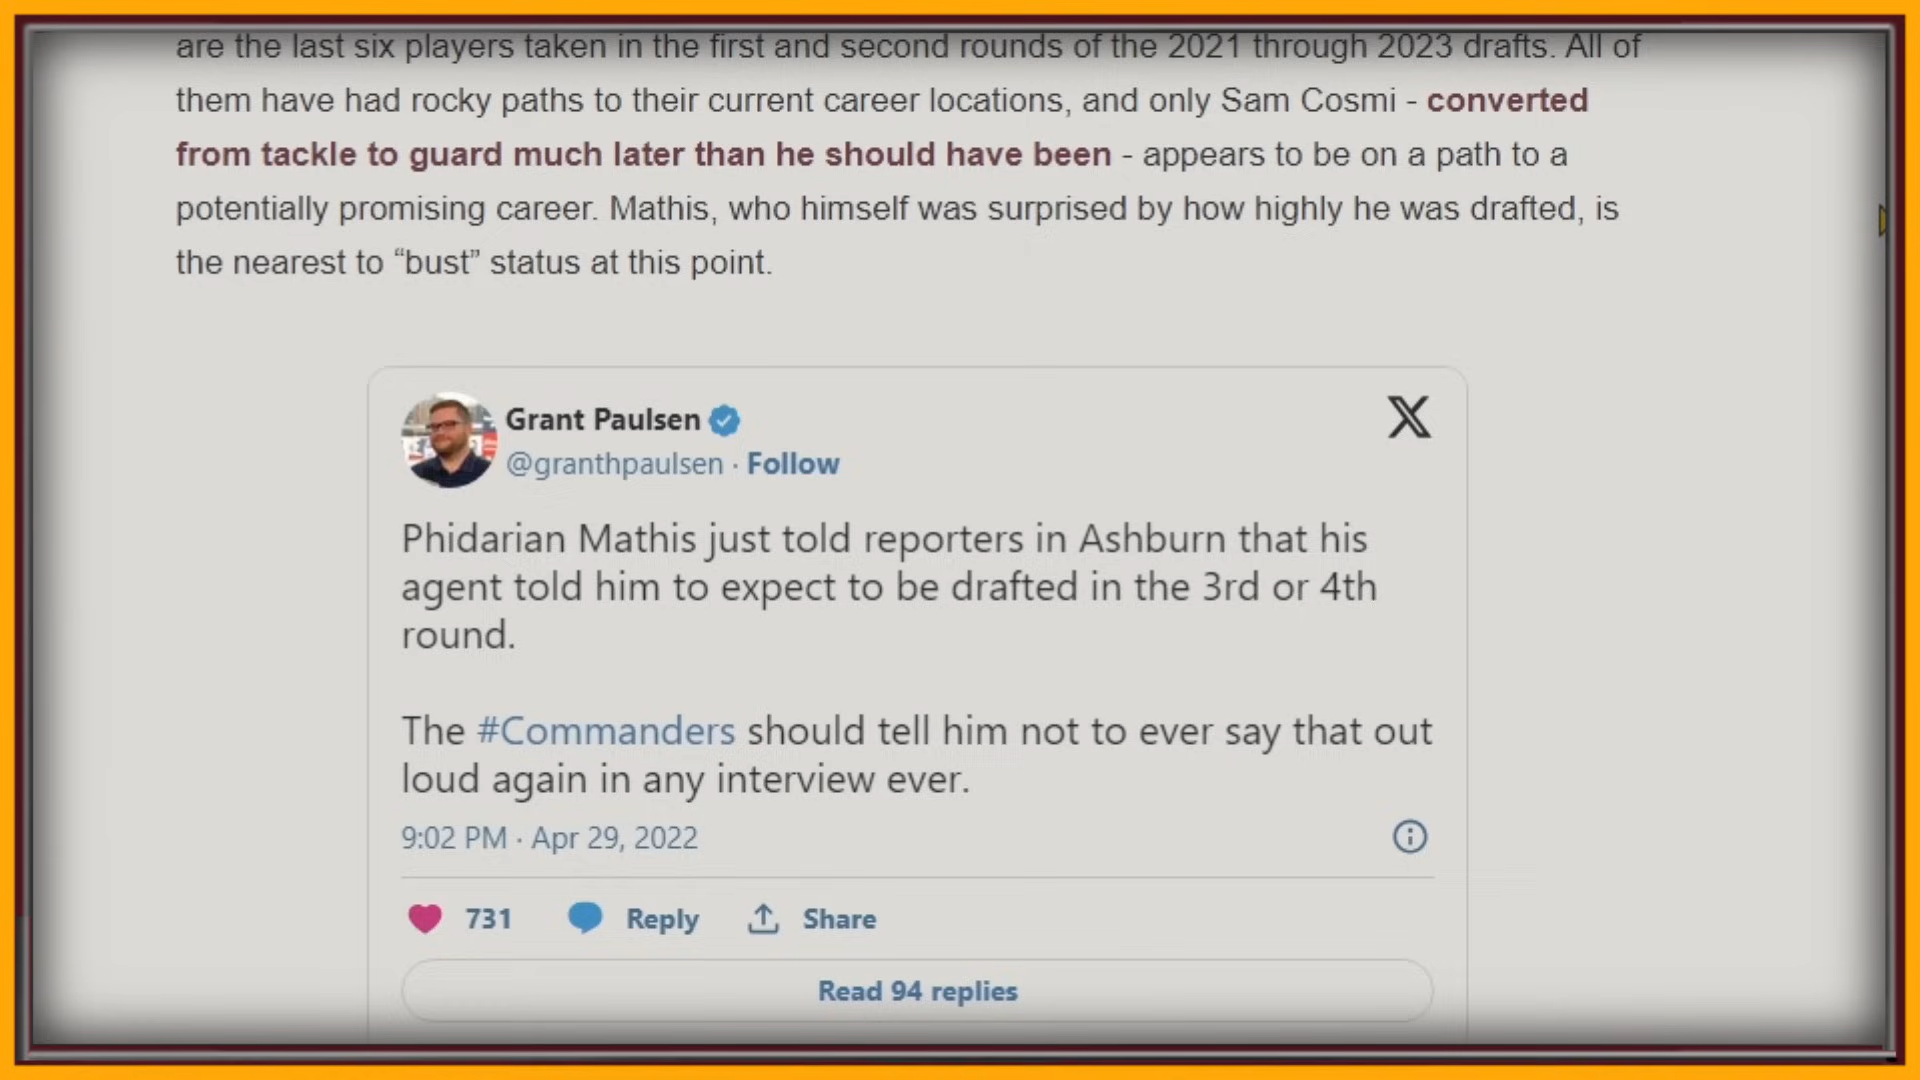 are the last six players taken in the first and second rounds of the 2021 through 2023 drafts. All of
them have had rocky paths to their current career locations, and only Sam Cosmi - converted
from tackle to guard much later than he should have been - appears to be on a path to a
potentially promising career. Mathis, who himself was surprised by how highly he was drafted, is
the nearest to “bust” status at this point.
Grant Paulsen
@granthpaulsen · Follow
Phidarian Mathis just told reporters in Ashburn that his
agent told him to expect to be drafted in the 3rd or 4th
round.
The #Commanders should tell him not to ever say that out
loud again in any interview ever.
9:02 PM · Apr 29, 2022
731 Reply Share
Read 94 replies